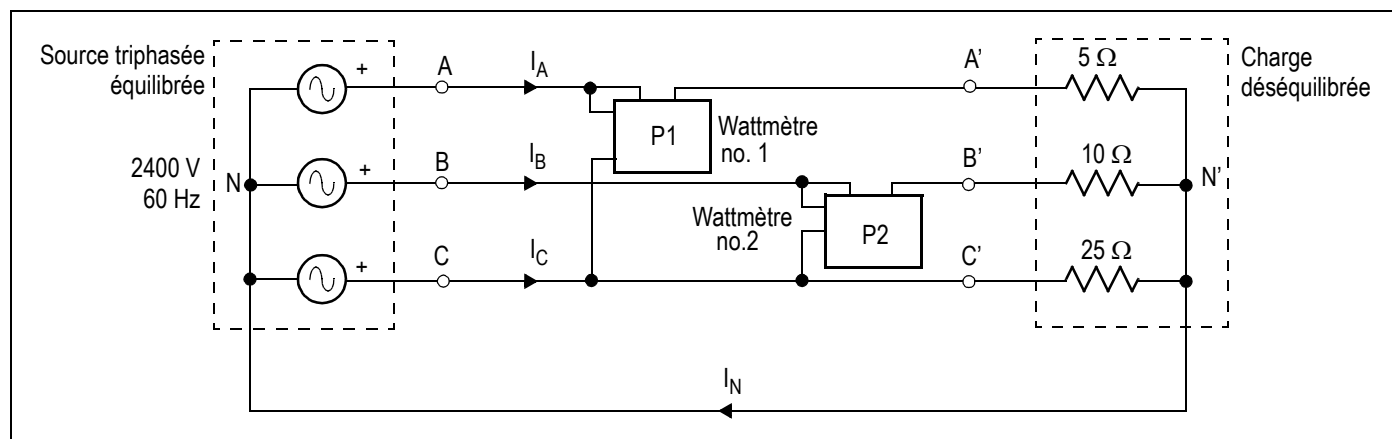 Source triphasée
équilibrée
2400 V
60 Hz
N
+
A
I_A
P1
Wattmètre
no. 1
A'
5 Ω
Charge
déséquilibrée
+
B
I_B
Wattmètre
no.2
P2
B'
10 Ω
N'
+
C
I_C
C'
25 Ω
I_N